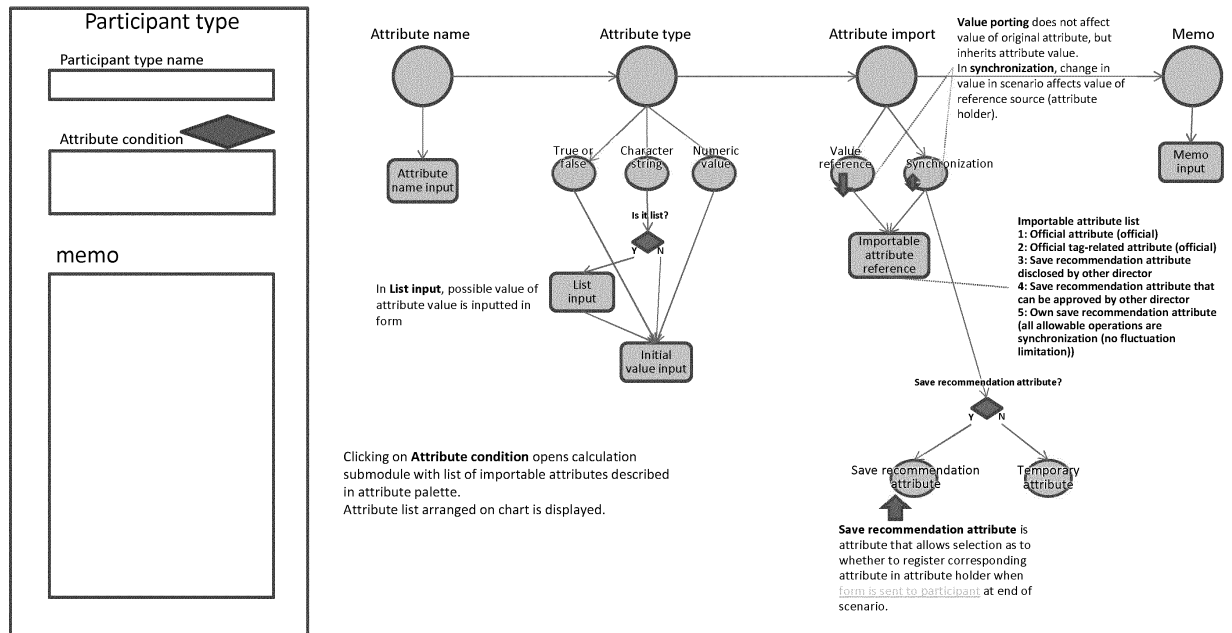 Participant type
Participant type name
Attribute condition
memo
Attribute name
Attribute name input
Attribute type
True or
false
Character
string
Numeric
value
Is it list?
Y
N
In List input, possible value of
attribute value is inputted in
form
List
input
Initial
value input
Attribute import
Value porting does not affect
value of original attribute, but
inherits attribute value.
In synchronization, change in
value in scenario affects value
of reference source (attribute
holder).
Value
reference
Synchronization
Importable
attribute
reference
Memo
Memo
input
Importable attribute list
1: Official attribute (official)
2: Official tag-related attribute (official)
3: Save recommendation attribute
disclosed by other director
4: Save recommendation attribute that
can be approved by other director
5: Own save recommendation attribute
(all allowable operations are
synchronization (no fluctuation
limitation))
Save recommendation attribute?
Y
N
Save recommendation
attribute
Temporary
attribute
Clicking on Attribute condition opens calculation
submodule with list of importable attributes described
in attribute palette.
Attribute list arranged on chart is displayed.
Save recommendation attribute is
attribute that allows selection as to
whether to register corresponding
attribute in attribute holder when
form is sent to participant at end of
scenario.